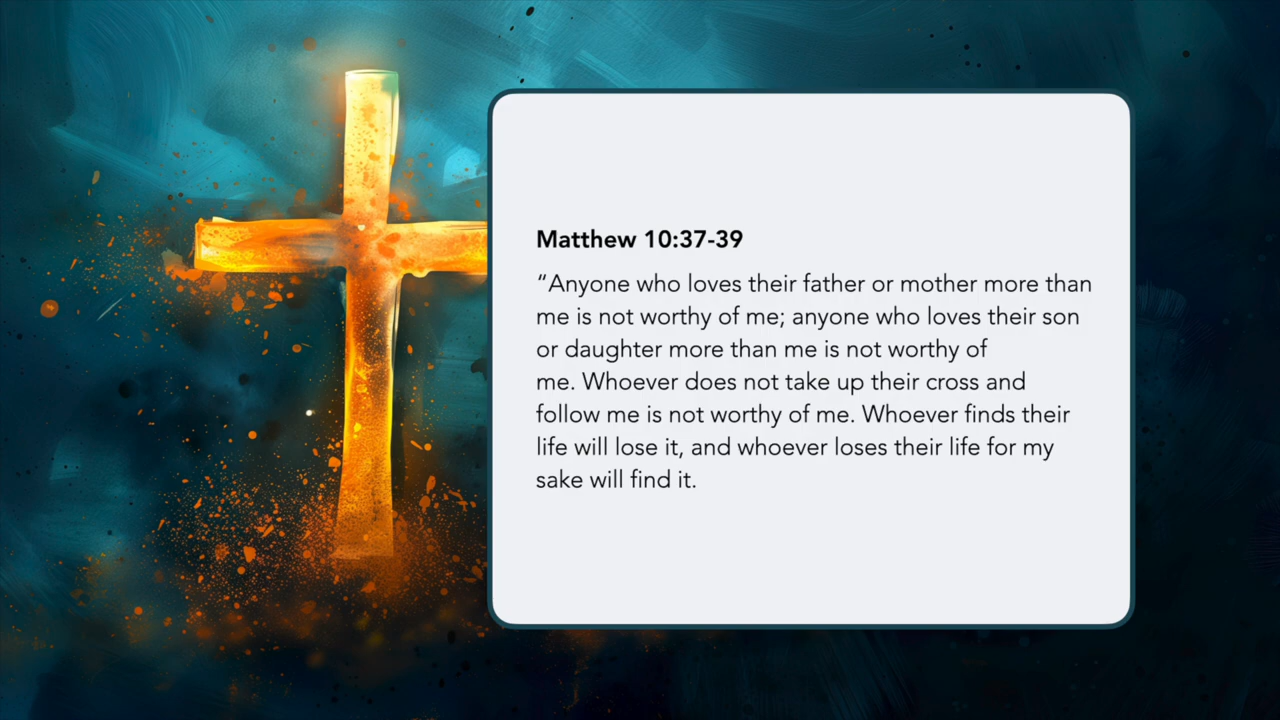 Matthew 10:37-39
“Anyone who loves their father or mother more than
me is not worthy of me; anyone who loves their son
or daughter more than me is not worthy of
me. Whoever does not take up their cross and
follow me is not worthy of me. Whoever finds their
life will lose it, and whoever loses their life for my
sake will find it.